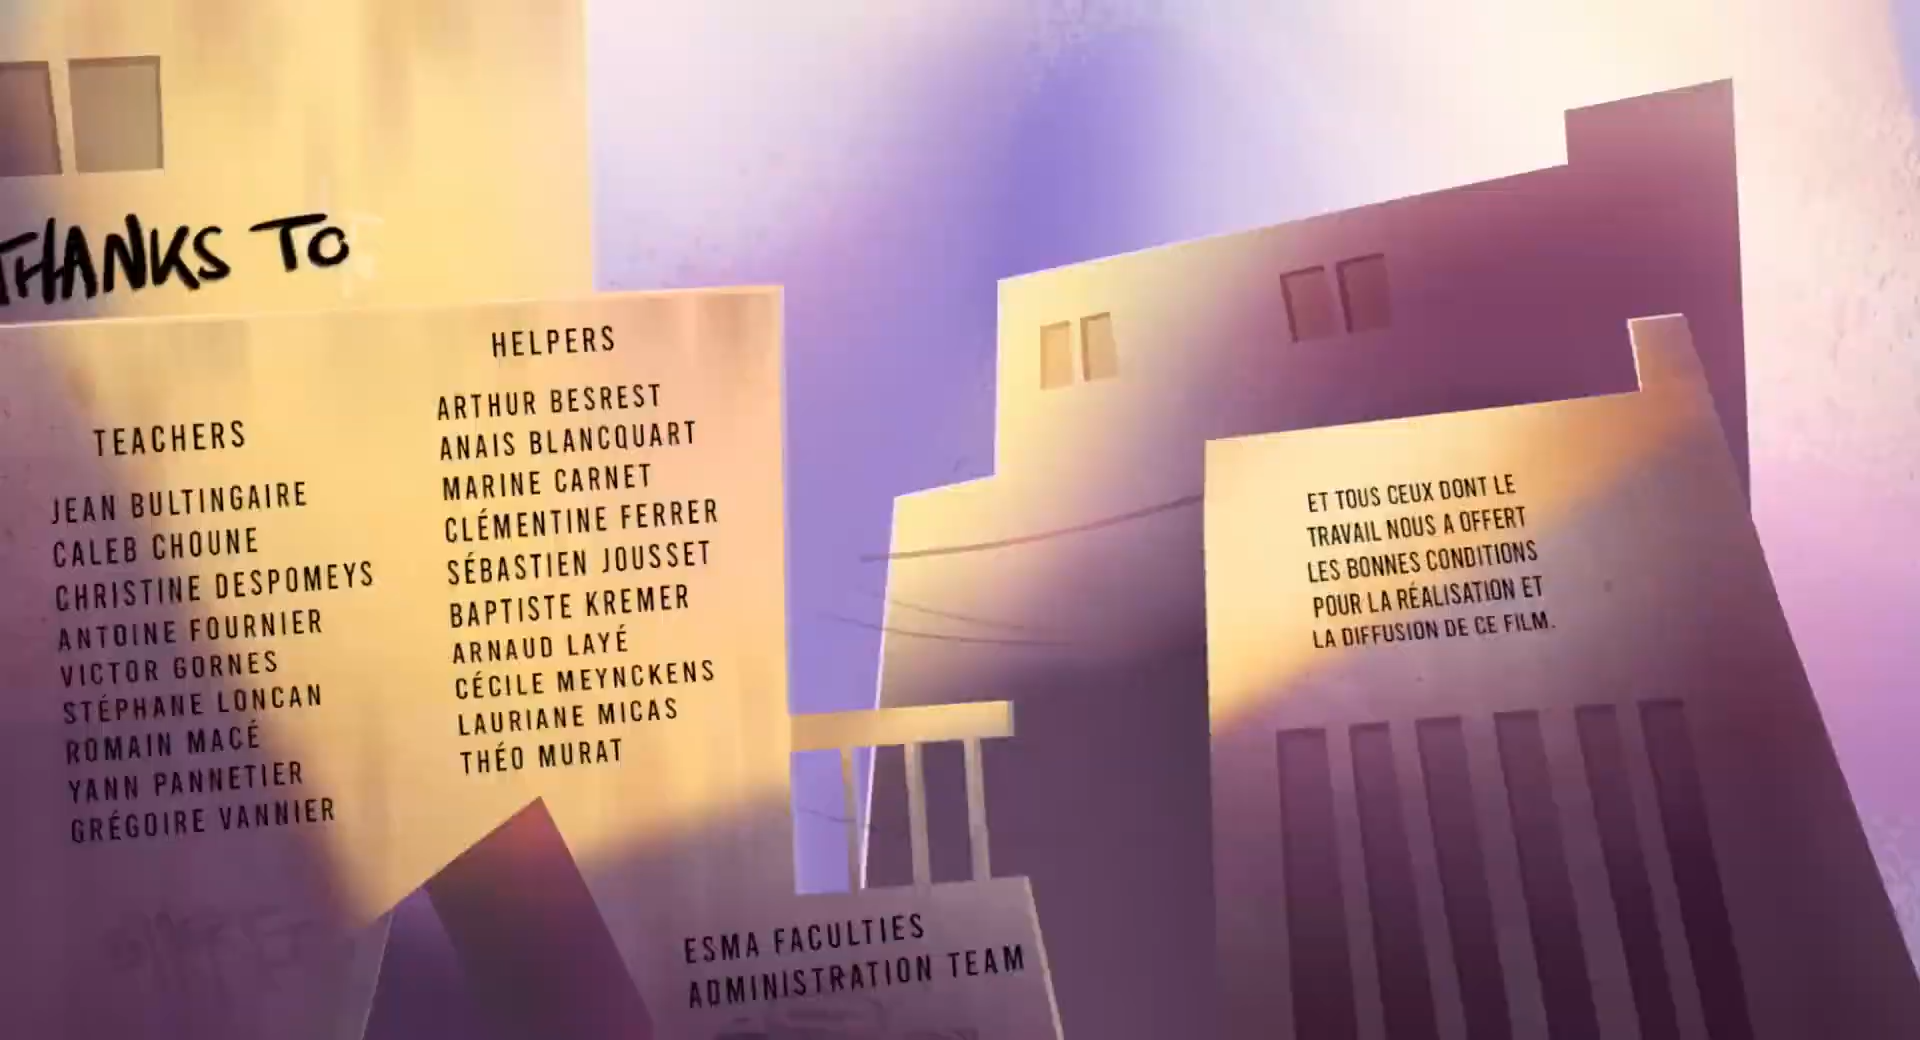 THANKS TO
TEACHERS
JEAN BULTINGAIRE
CALEB CHOUNE
CHRISTINE DESPOMEYS
ANTOINE FOURNIER
VICTOR GORNES
STÉPHANE LONCAN
ROMAIN MACÉ
YANN PANNETIER
GRÉGOIRE VANNIER
HELPERS
ARTHUR BESREST
ANAIS BLANCQUART
MARINE CARNET
CLÉMENTINE FERRER
SÉBASTIEN JOUSSET
BAPTISTE KREMER
ARNAUD LAYÉ
CÉCILE MEYNCKENS
LAURIANE MICAS
THÉO MURAT
ESMA FACULTIES
ADMINISTRATION TEAM
ET TOUS CEUX DONT LE
TRAVAIL NOUS A OFFERT
LES BONNES CONDITIONS
POUR LA RÉALISATION ET
LA DIFFUSION DE CE FILM.